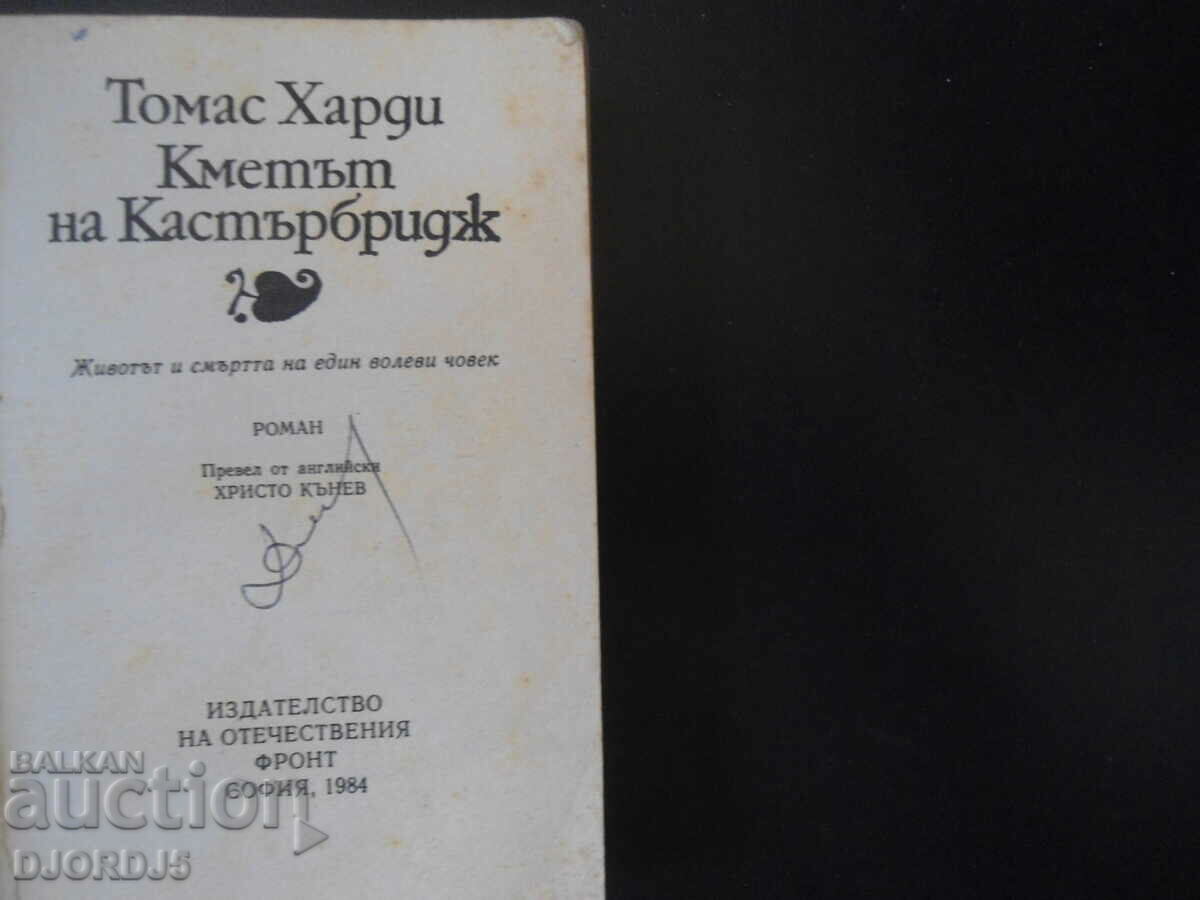 Томас Харди
Кметът
на Кастърбридж
Животът и смъртта на един волеви човек
РОМАН
Превел от английски
ХРИСТО КЪНЕВ
ИЗДАТЕЛСТВО
НА ОТЕЧЕСТВЕНИЯ
ФРОНТ
СОФИЯ, 1984
BALKAN
auction
DJORDJ5